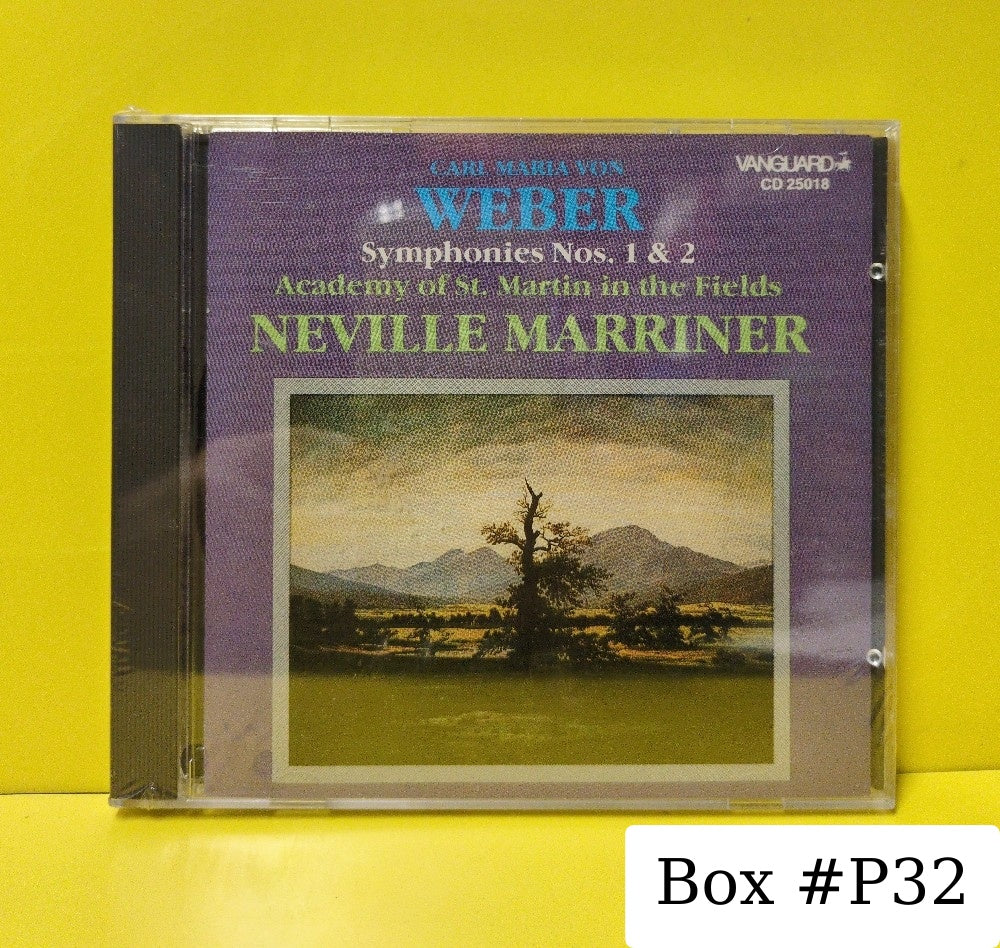 CARL MARIA VON
WEBER
Symphonies Nos. 1 & 2
Academy of St. Martin in the Fields
NEVILLE MARRINER
VANGUARD
CD 25018
Box #P32